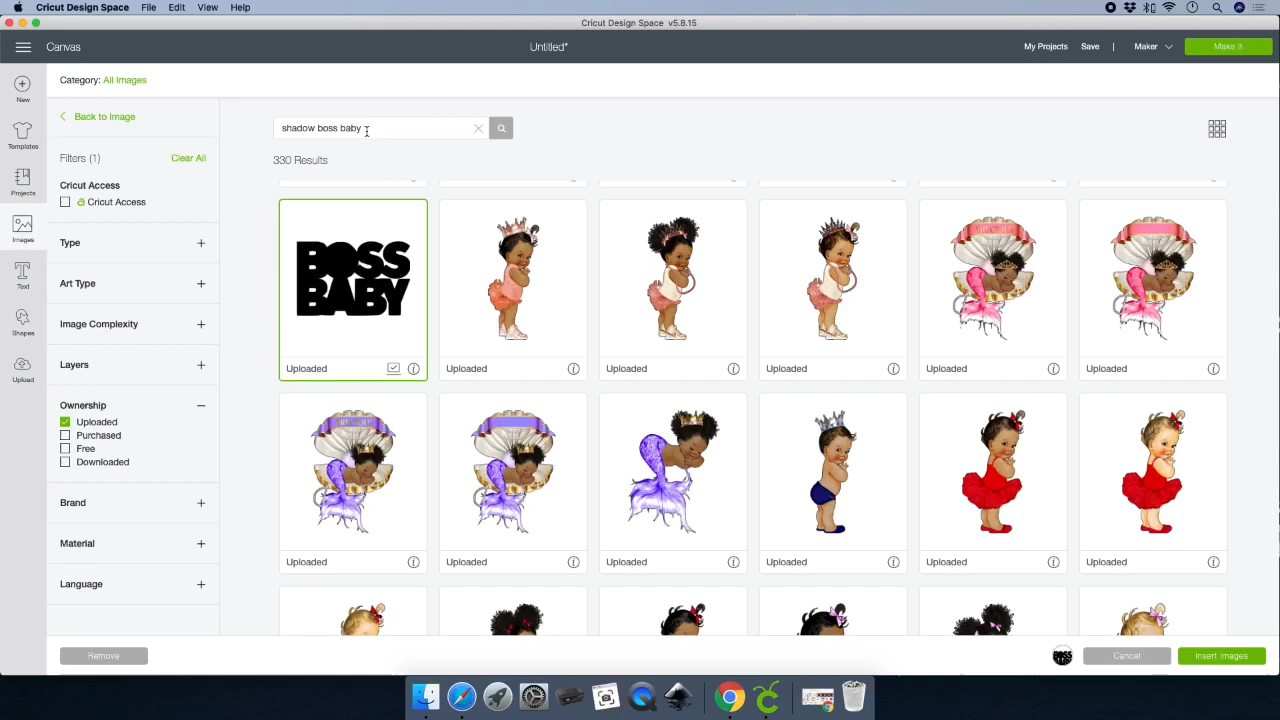 Cricut Design Space File Edit View Help
Cricut Design Space v5.8.15
Canvas
Untitled*
My Projects Save | Maker Make It
New
Templates
Projects
Images
Text
Shapes
Upload
Category: All Images
Back to Image
Filters (1) Clear All
Cricut Access
Cricut Access
Type +
Art Type +
Image Complexity +
Layers +
Ownership −
Uploaded
Purchased
Free
Downloaded
Brand +
Material +
Language +
shadow boss baby
330 Results
BOSS
BABY
Uploaded Uploaded Uploaded Uploaded Uploaded Uploaded
Uploaded Uploaded Uploaded Uploaded Uploaded Uploaded
Remove
BOSS
BABY
Cancel Insert Images